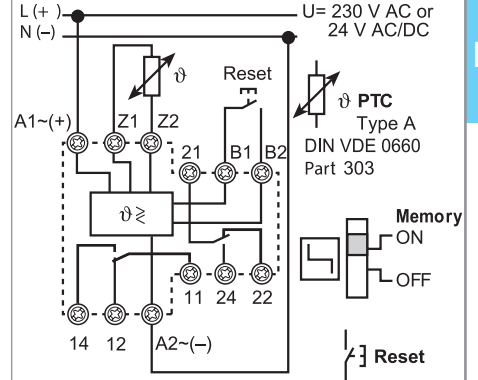 L (+)
N (–)
U= 230 V AC or
24 V AC/DC
ϑ
Reset
ϑ PTC
Type A
DIN VDE 0660
Part 303
A1~(+)
Z1
Z2
21
B1
B2
ϑ ≷
Memory
ON
OFF
11
24
22
14
12
A2~(–)
Reset